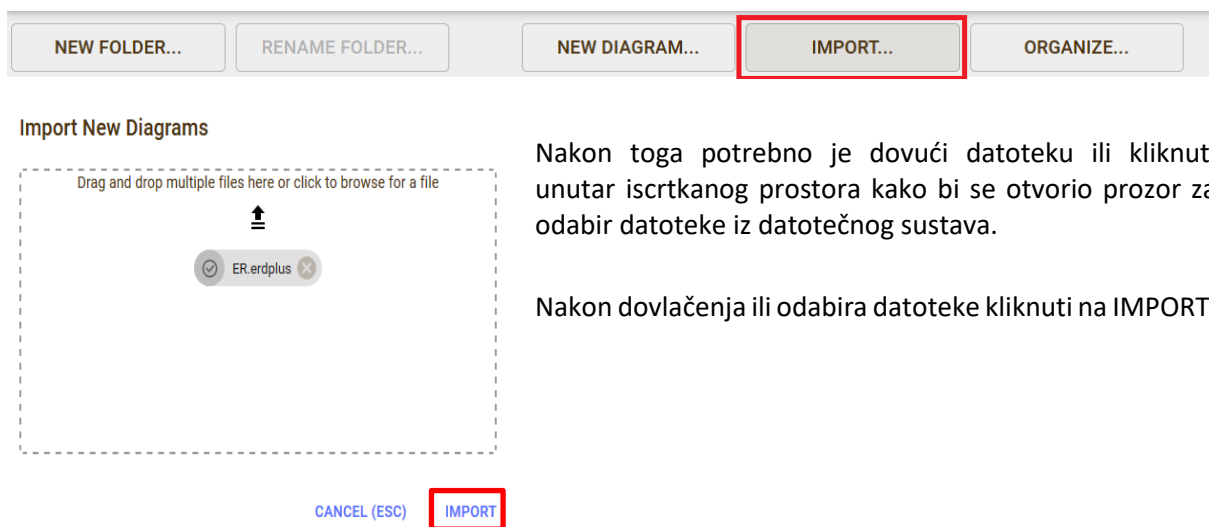 NEW FOLDER... RENAME FOLDER... NEW DIAGRAM... IMPORT... ORGANIZE...
Import New Diagrams
Drag and drop multiple files here or click to browse for a file
ER.erdplus
CANCEL (ESC) IMPORT
Nakon toga potrebno je dovući datoteku ili kliknut
unutar iscrtkanog prostora kako bi se otvorio prozor za
odabir datoteke iz datotečnog sustava.
Nakon dovlačenja ili odabira datoteke kliknuti na IMPORT